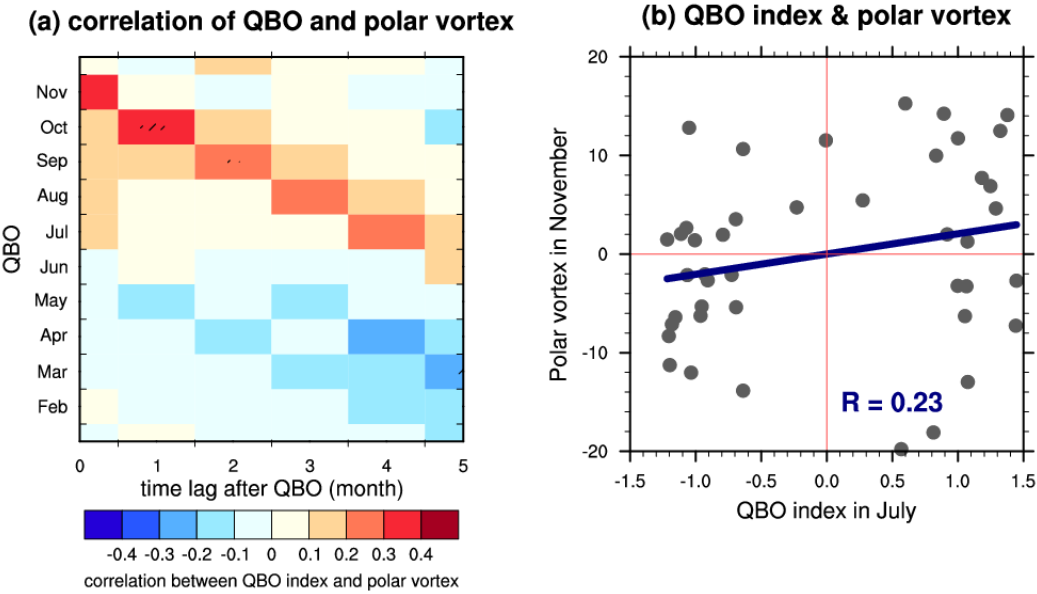 (a) correlation of QBO and polar vortex
Nov
Oct
Sep
Aug
Jul
Jun
May
Apr
Mar
Feb
QBO
0 1 2 3 4 5
time lag after QBO (month)
-0.4 -0.3 -0.2 -0.1 0 0.1 0.2 0.3 0.4
correlation between QBO index and polar vortex
(b) QBO index & polar vortex
20
10
0
-10
-20
Polar vortex in November
R = 0.23
-1.5 -1.0 -0.5 0.0 0.5 1.0 1.5
QBO index in July